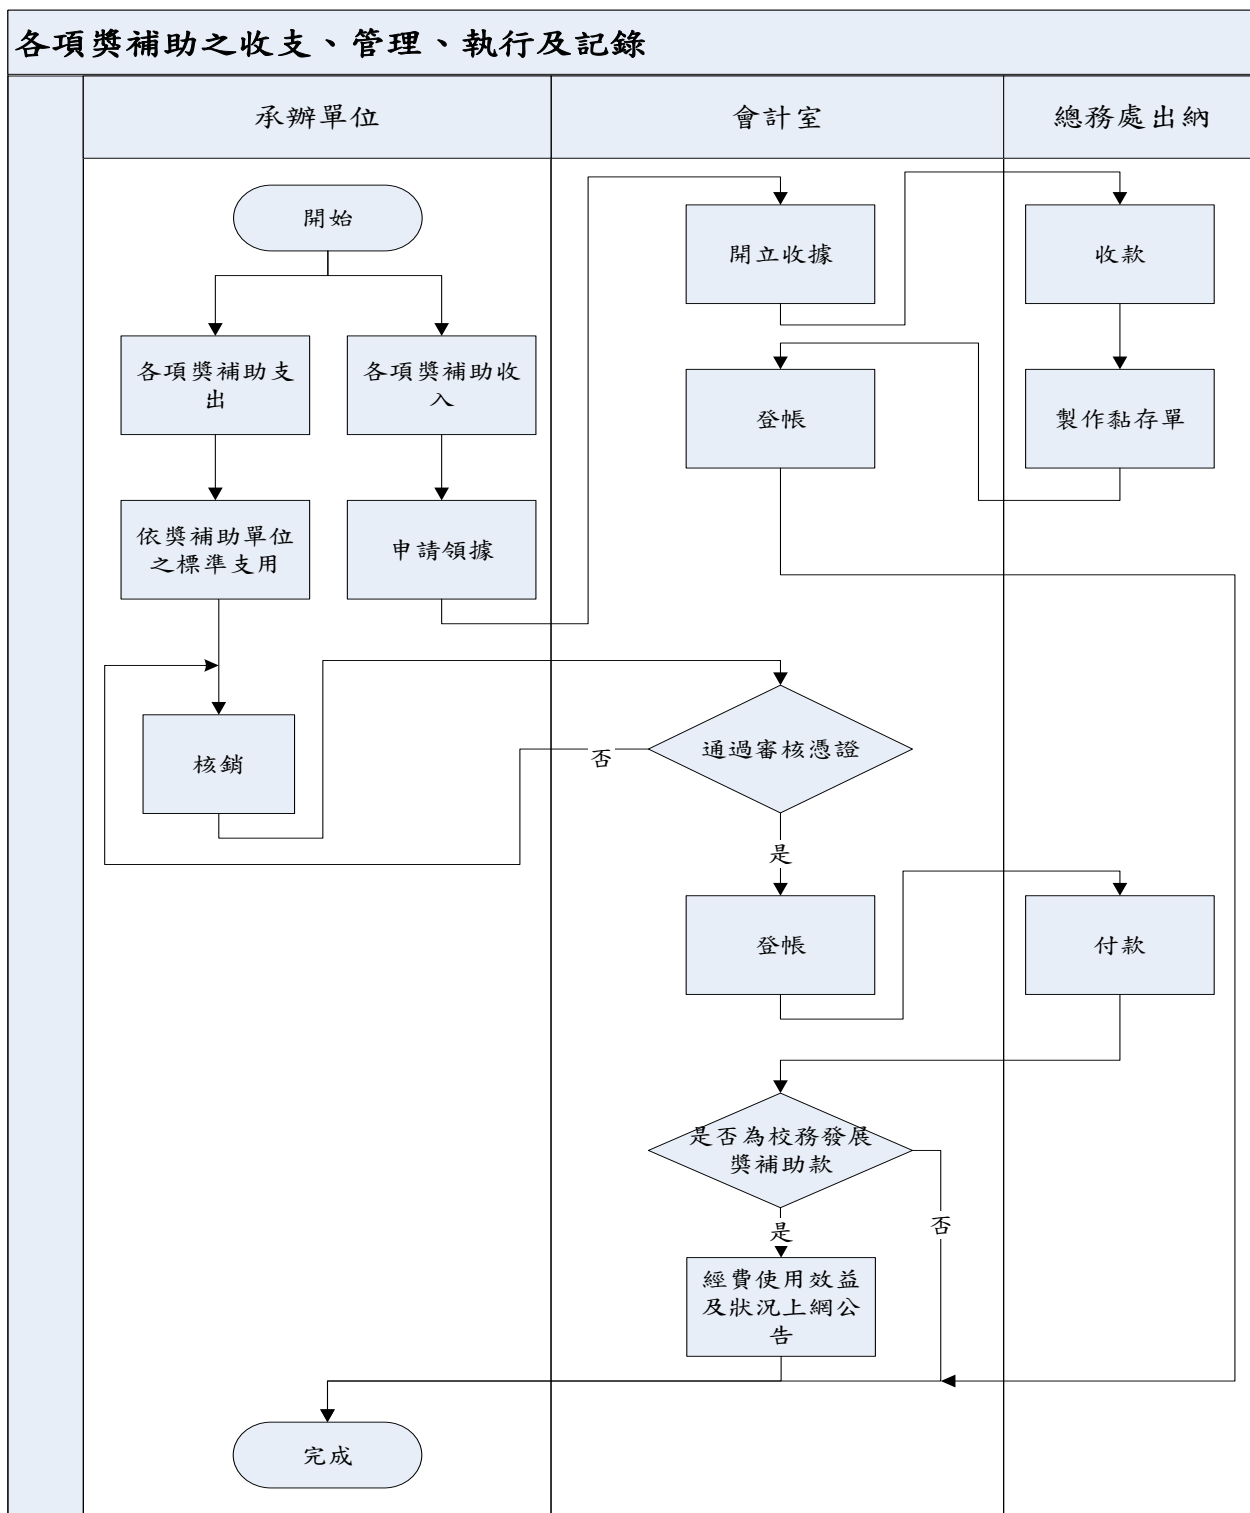 各項獎補助之收支、管理、執行及記錄
承辦單位
會計室
總務處出納
開始
開立收據
收款
各項獎補助支
出
各項獎補助收
入
登帳
製作黏存單
依獎補助單位
之標準支用
申請領據
核銷
通過審核憑證
否
是
登帳
付款
是否為校務發展
獎補助款
是
否
經費使用效益
及狀況上網公
告
完成